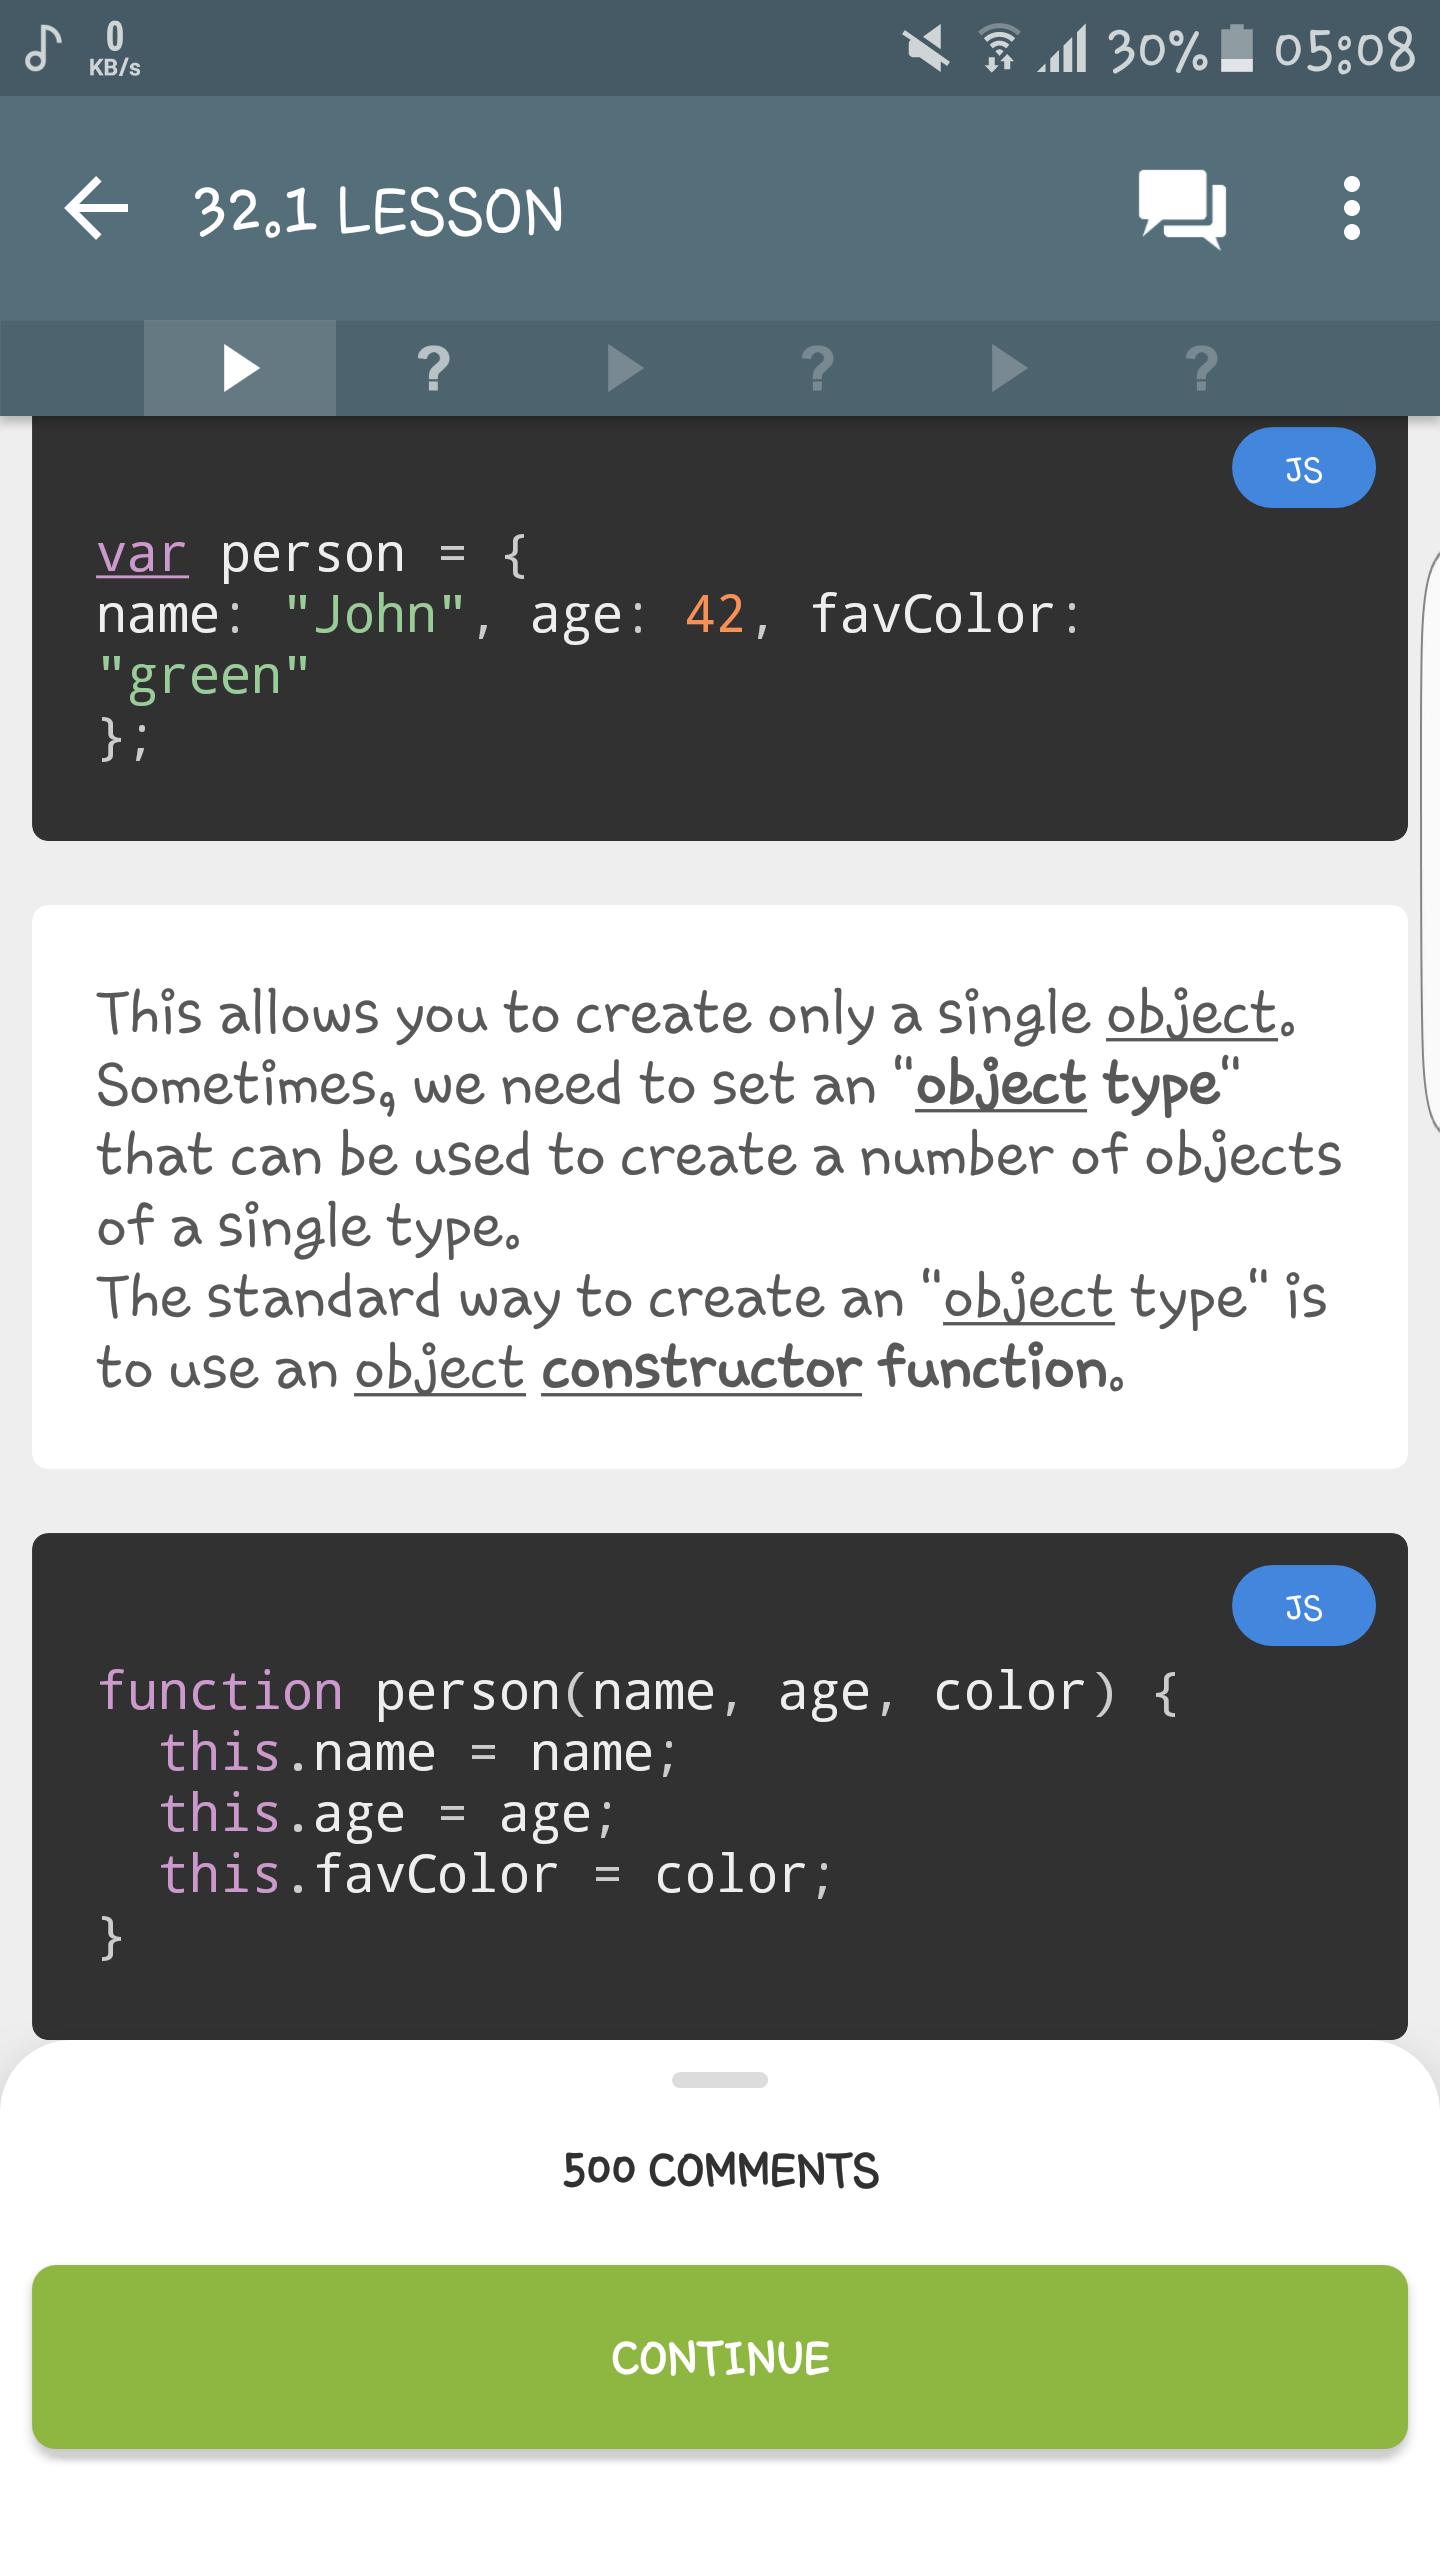 0
KB/s
30%
05:08
32.1 LESSON
? ? ?
JS
var person = {
name: "John", age: 42, favColor:
"green"
};
This allows you to create only a single object.
Sometimes, we need to set an "object type"
that can be used to create a number of objects
of a single type.
The standard way to create an "object type" is
to use an object constructor function.
JS
function person(name, age, color) {
  this.name = name;
  this.age = age;
  this.favColor = color;
}
500 COMMENTS
CONTINUE